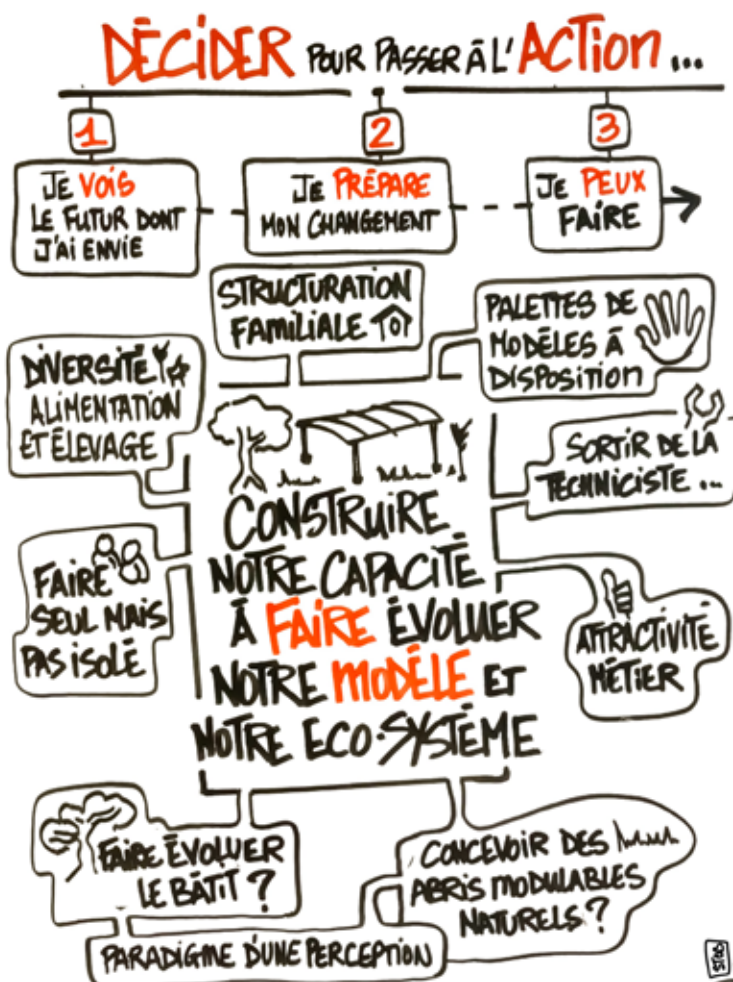 DÉCIDER POUR PASSER À L'ACTION...
1
JE VOIS
LE FUTUR DONT
J'AI ENVIE
2
JE PRÉPARE
MON CHANGEMENT
3
JE PEUX
FAIRE
STRUCTURATION
FAMILIALE
PALETTES DE
MODÈLES À
DISPOSITION
DIVERSITÉ
ALIMENTATION
ET ÉLEVAGE
SORTIR DE LA
TECHNICISTE...
FAIRE
SEUL MAIS
PAS ISOLÉ
CONSTRUIRE
NOTRE CAPACITÉ
À FAIRE ÉVOLUER
NOTRE MODÈLE ET
NOTRE ECO-SYSTÈME
ATTRACTIVITÉ
MÉTIER
FAIRE ÉVOLUER
LE BÂTIT ?
CONCEVOIR DES
ABRIS MODULABLES
NATURELS ?
PARADIGME D'UNE PERCEPTION